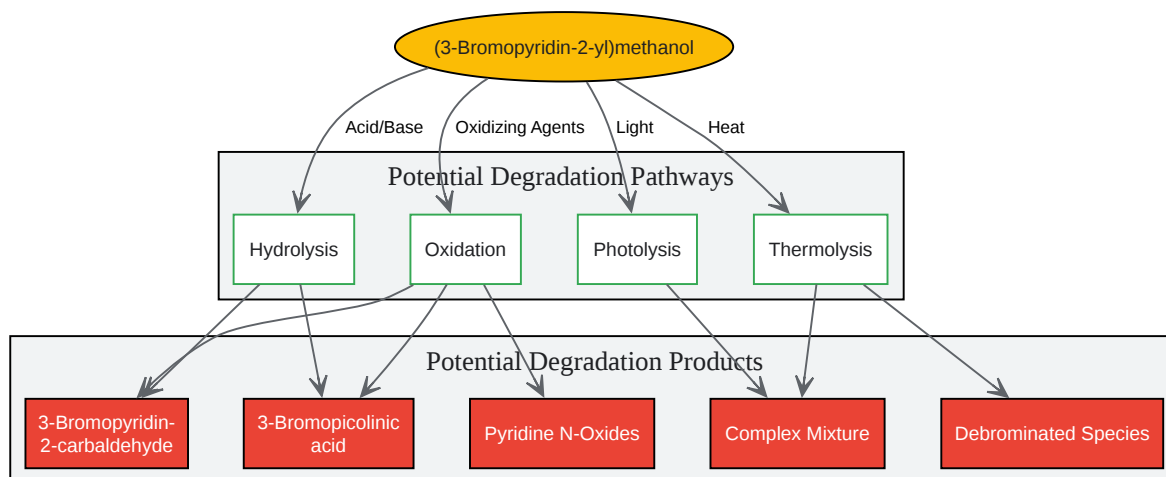 (3-Bromopyridin-2-yl)methanol
Acid/Base
Oxidizing Agents
Light
Heat
Potential Degradation Pathways
Hydrolysis
Oxidation
Photolysis
Thermolysis
Potential Degradation Products
3-Bromopyridin-
2-carbaldehyde
3-Bromopicolinic
acid
Pyridine N-Oxides
Complex Mixture
Debrominated Species